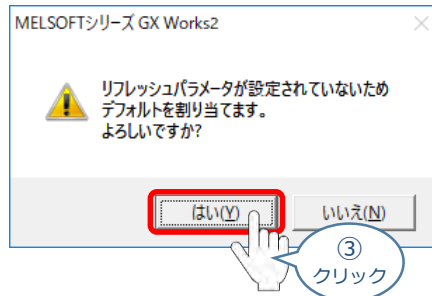 MELSOFTシリーズ GX Works2
リフレッシュパラメータが設定されていないため
デフォルトを割り当てます。
よろしいですか?
はい(Y)
いいえ(N)
③
クリック